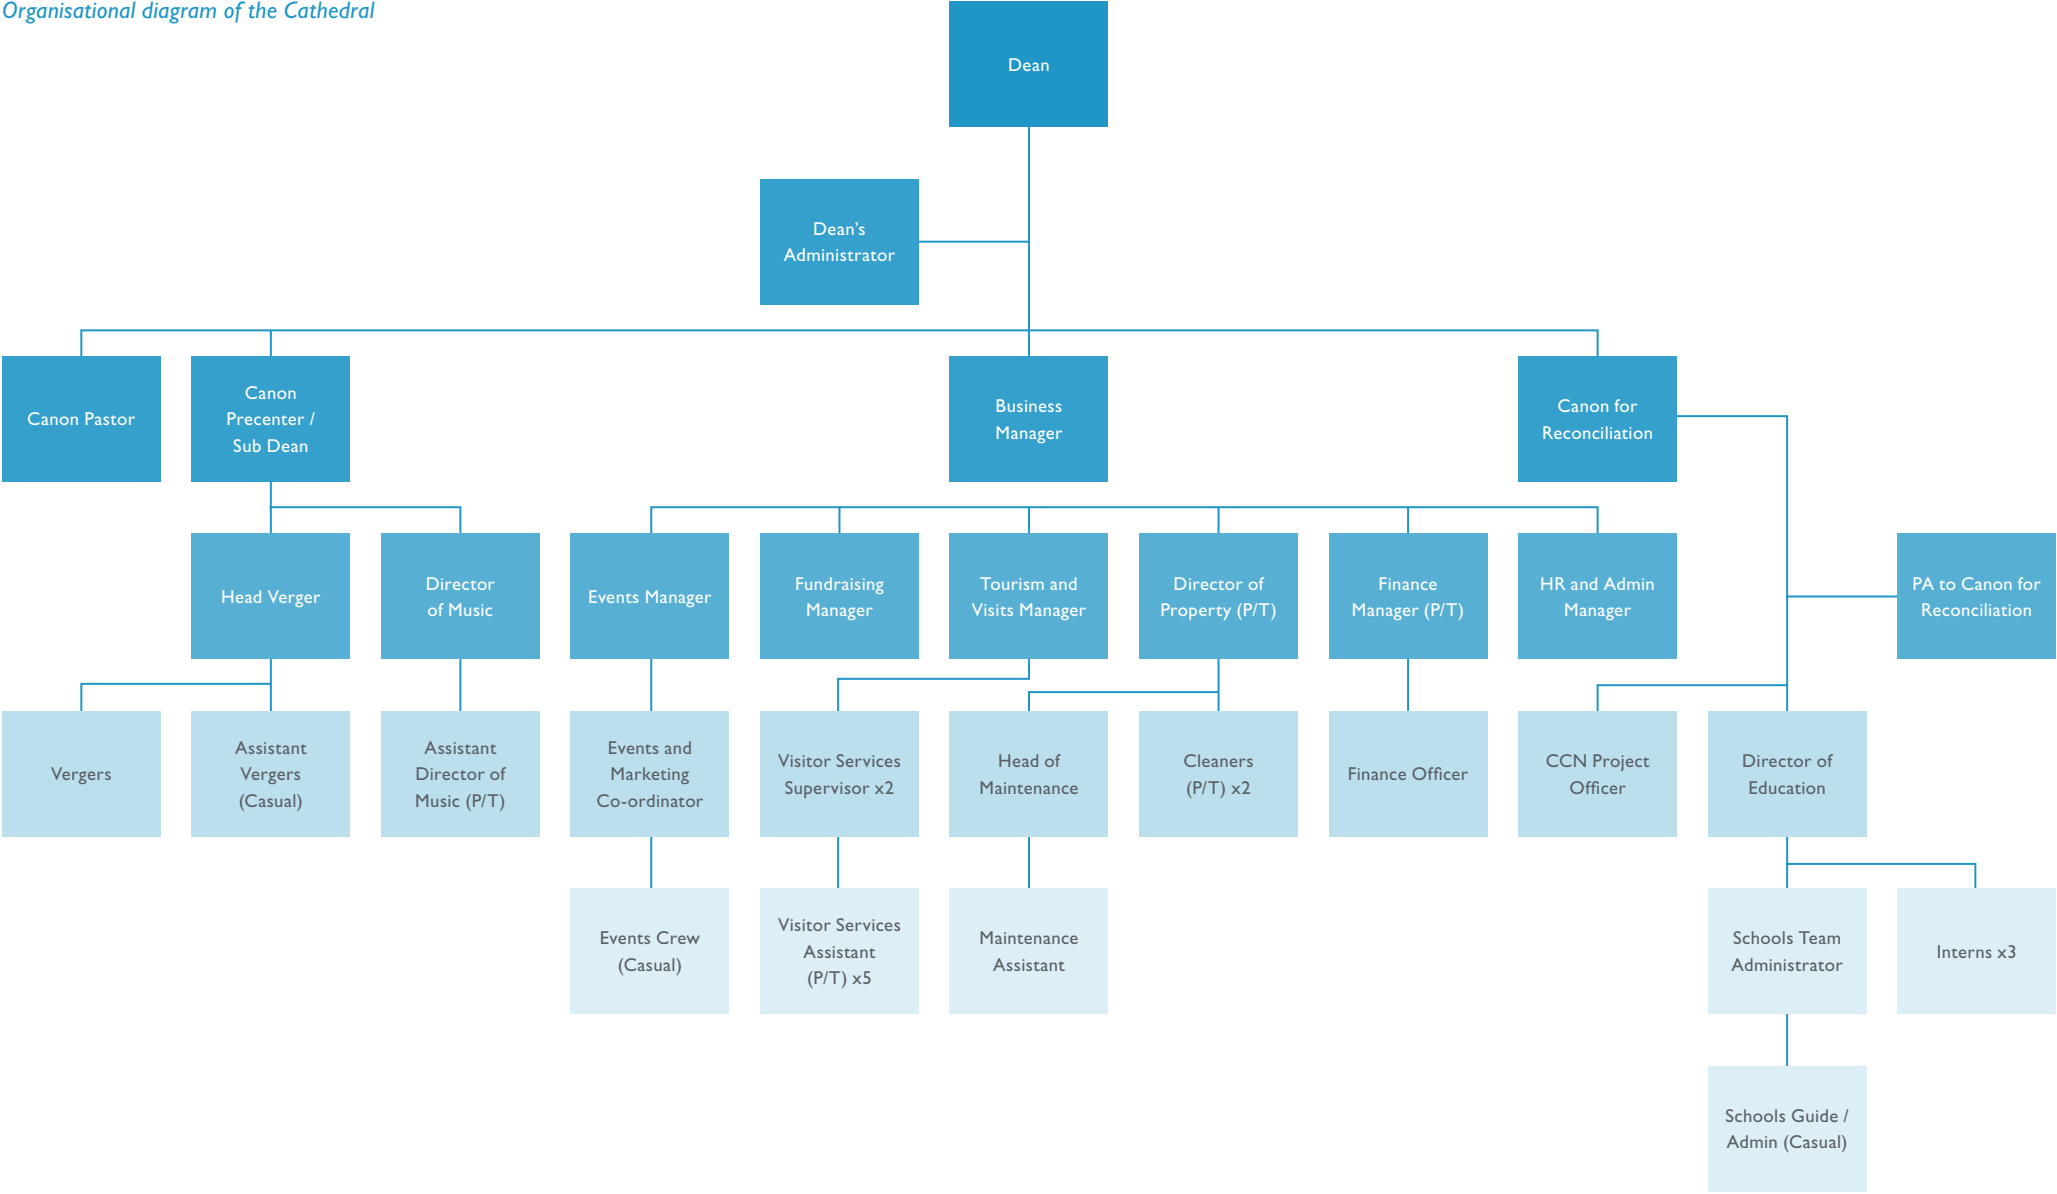 Organisational diagram of the Cathedral
Dean
Dean’s
Administrator
Canon Pastor
Canon
Precenter /
Sub Dean
Business
Manager
Canon for
Reconciliation
Head Verger
Director
of Music
Events Manager
Fundraising
Manager
Tourism and
Visits Manager
Director of
Property (P/T)
Finance
Manager (P/T)
HR and Admin
Manager
PA to Canon for
Reconciliation
Vergers
Assistant
Vergers
(Casual)
Assistant
Director of
Music (P/T)
Events and
Marketing
Co-ordinator
Visitor Services
Supervisor x2
Head of
Maintenance
Cleaners
(P/T) x2
Finance Officer
CCN Project
Officer
Director of
Education
Events Crew
(Casual)
Visitor Services
Assistant
(P/T) x5
Maintenance
Assistant
Schools Team
Administrator
Interns x3
Schools Guide /
Admin (Casual)